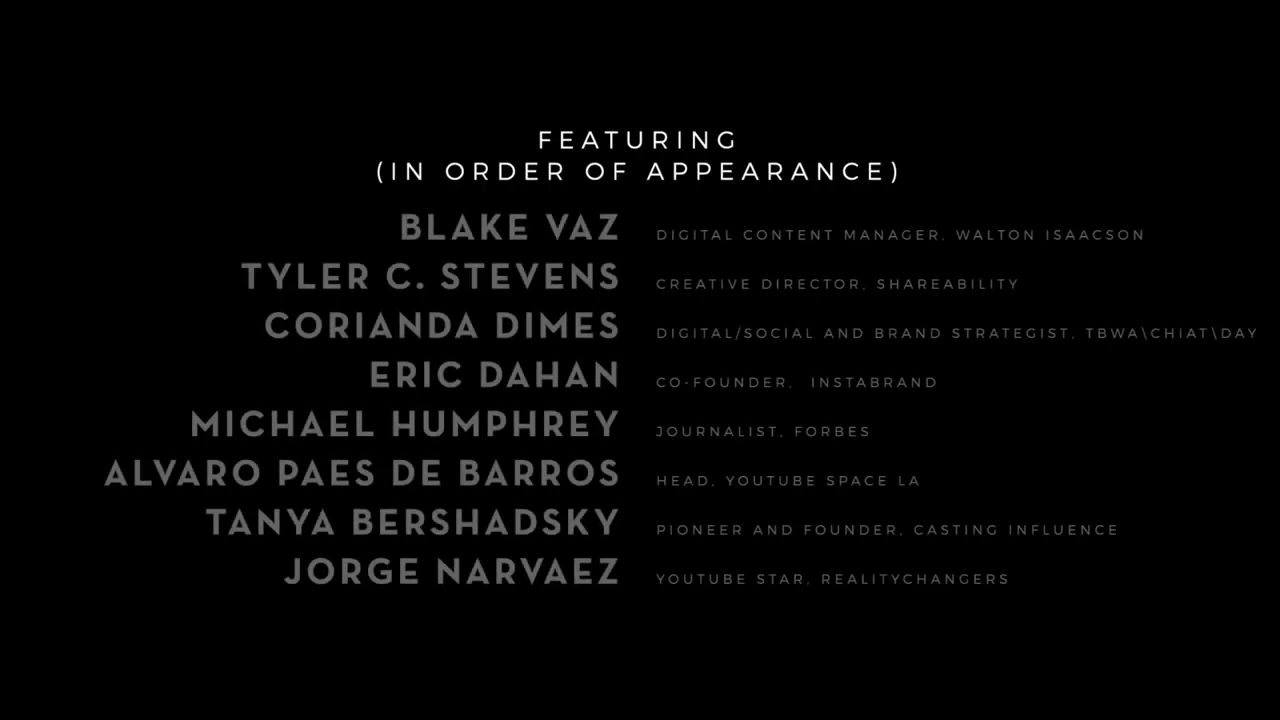 FEATURING
(IN ORDER OF APPEARANCE)
BLAKE VAZ DIGITAL CONTENT MANAGER, WALTON ISAACSON
TYLER C. STEVENS CREATIVE DIRECTOR, SHAREABILITY
CORIANDA DIMES DIGITAL/SOCIAL AND BRAND STRATEGIST, TBWA\CHIAT\DAY
ERIC DAHAN CO-FOUNDER, INSTABRAND
MICHAEL HUMPHREY JOURNALIST, FORBES
ALVARO PAES DE BARROS HEAD, YOUTUBE SPACE LA
TANYA BERSHADSKY PIONEER AND FOUNDER, CASTING INFLUENCE
JORGE NARVAEZ YOUTUBE STAR, REALITYCHANGERS